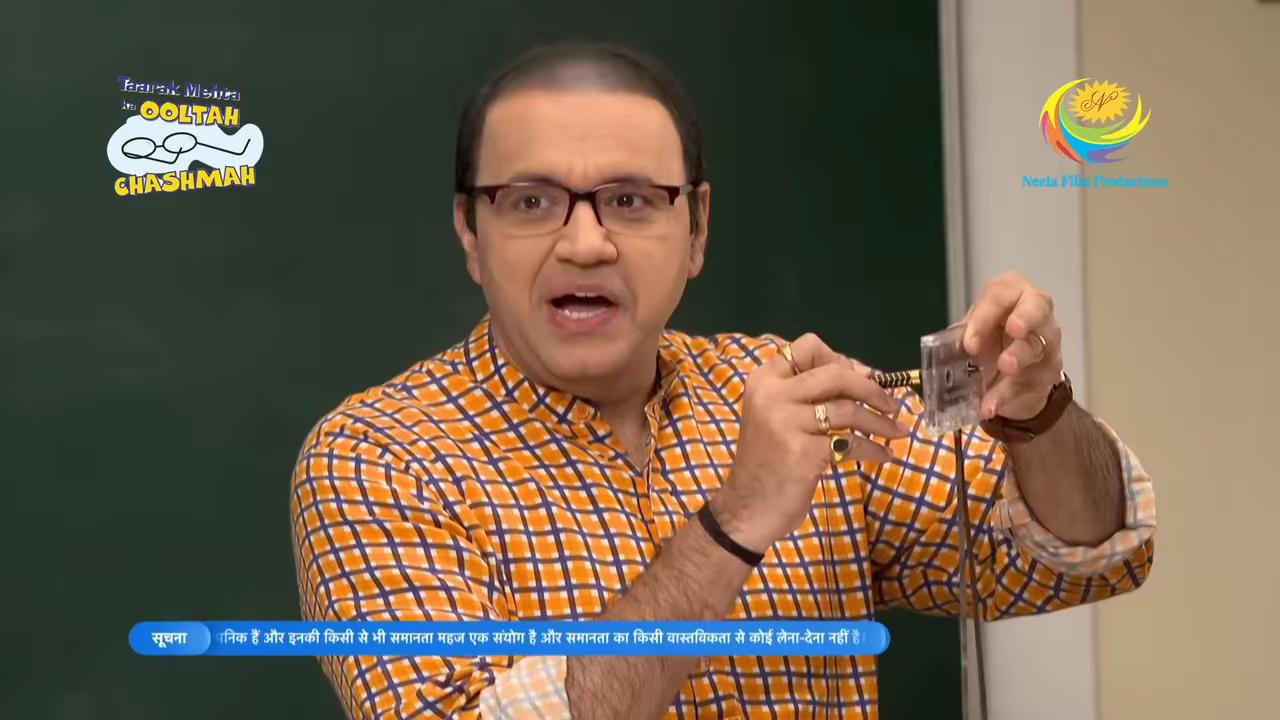 Taarak Mehta
ka OOLTAH
CHASHMAH
Neela Film Productions
सूचना
और इनकी किसी से भी समानता महज एक संयोग है और समानता का किसी वास्तविकता से कोई लेना-देना नहीं है